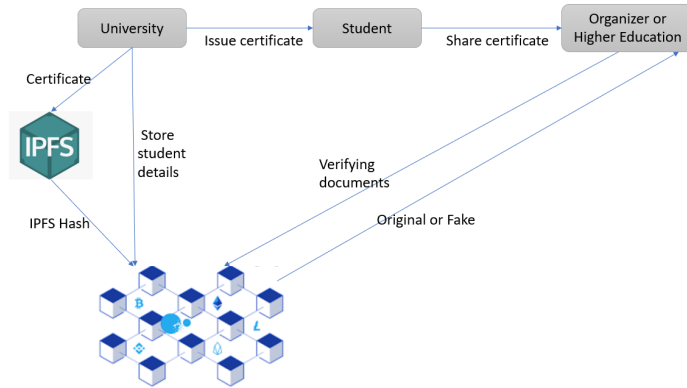 University
Issue certificate
Student
Share certificate
Organizer or
Higher Education
Certificate
IPFS
Store
student
details
IPFS Hash
Verifying
documents
Original or Fake